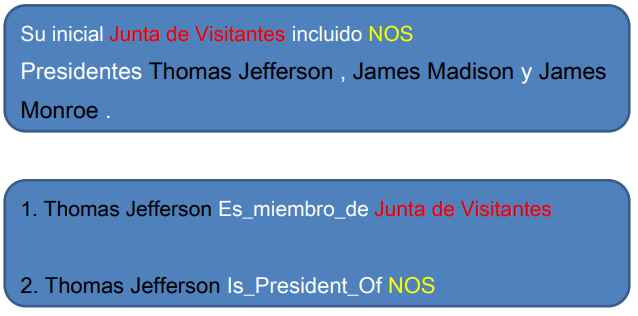 Su inicial Junta de Visitantes incluido NOS
Presidentes Thomas Jefferson , James Madison y James
Monroe .
1. Thomas Jefferson Es_miembro_de Junta de Visitantes
2. Thomas Jefferson Is_President_Of NOS